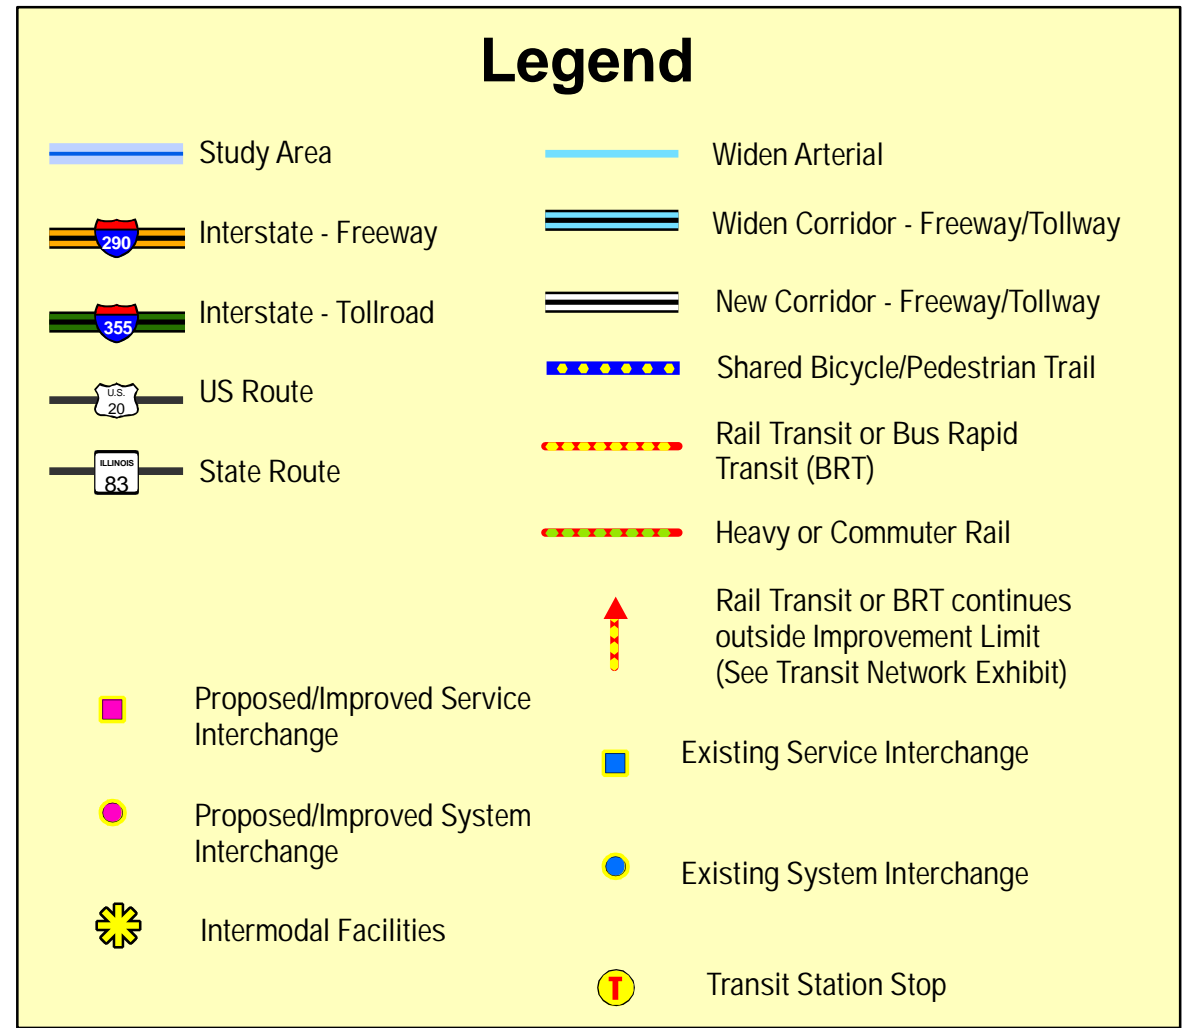 Legend
Study Area
290
Interstate - Freeway
355
Interstate - Tollroad
U.S.
20
US Route
ILLINOIS
83
State Route
Proposed/Improved Service
Interchange
Proposed/Improved System
Interchange
Intermodal Facilities
Widen Arterial
Widen Corridor - Freeway/Tollway
New Corridor - Freeway/Tollway
Shared Bicycle/Pedestrian Trail
Rail Transit or Bus Rapid
Transit (BRT)
Heavy or Commuter Rail
Rail Transit or BRT continues
outside Improvement Limit
(See Transit Network Exhibit)
Existing Service Interchange
Existing System Interchange
T
Transit Station Stop